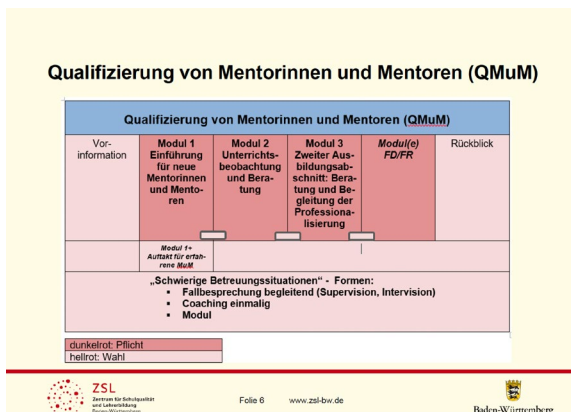 Qualifizierung von Mentorinnen und Mentoren (QMuM)
Qualifizierung von Mentorinnen und Mentoren (QMuM)
Vor-
information
Modul 1
Einführung
für neue
Mentorinnen
und Mento-
ren
Modul 2
Unterrichts-
beobachtung
und Bera-
tung
Modul 3
Zweiter Aus-
bildungsab-
schnitt: Bera-
tung und Be-
gleitung der
Professiona-
lisierung
Modul(e)
FD/FR
Rückblick
Modul 1+
Auftakt für erfah-
rene MuM
„Schwierige Betreuungssituationen“ - Formen:
▪ Fallbesprechung begleitend (Supervision, Intervision)
▪ Coaching einmalig
▪ Modul
dunkelrot: Pflicht
hellrot: Wahl
ZSL
Zentrum für Schulqualität
und Lehrerbildung
Baden-Württemberg
Folie 6
www.zsl-bw.de
Baden-Württemberg